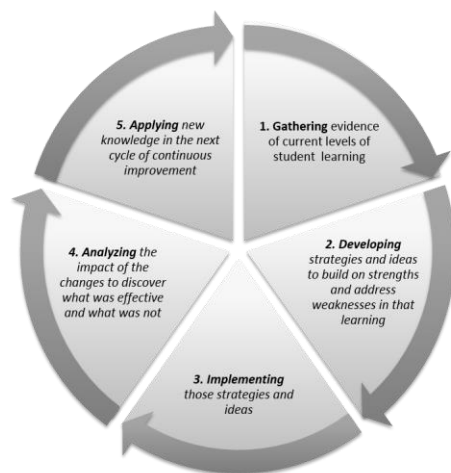 1. Gathering evidence
of current levels of
student learning
2. Developing
strategies and ideas
to build on strengths
and address
weaknesses in that
learning
3. Implementing
those strategies and
ideas
4. Analyzing the
impact of the
changes to discover
what was effective
and what was not
5. Applying new
knowledge in the next
cycle of continuous
improvement